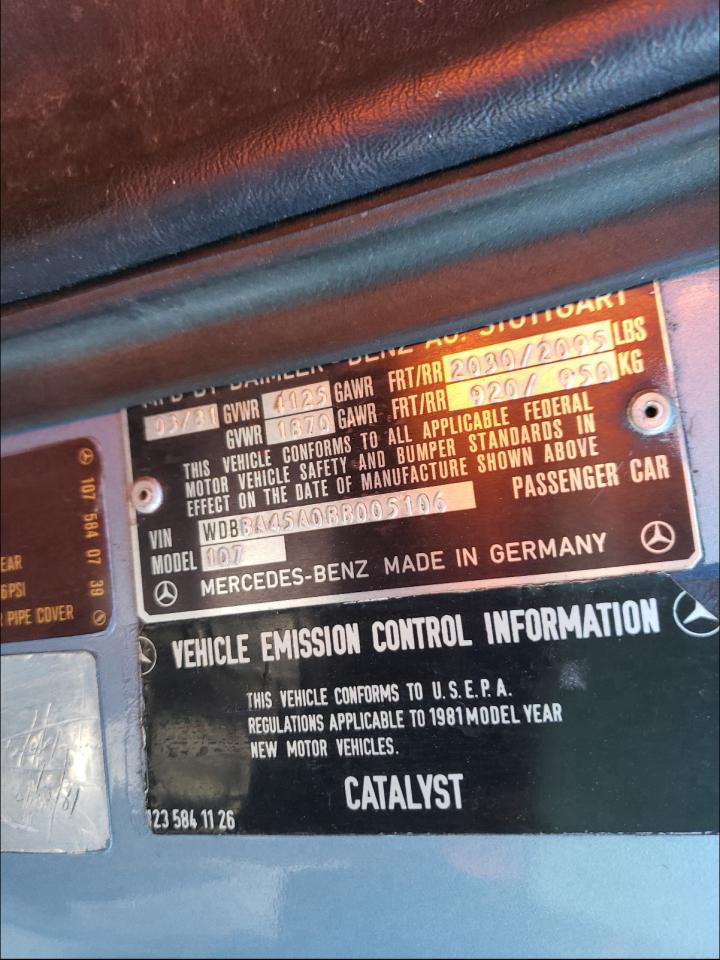 MFD BY DAIMLER-BENZ AG. STUTTGART
03/81 GVWR 4125 GAWR FRT/RR 2030/2095 LBS
GVWR 1870 GAWR FRT/RR 920/ 950 KG
THIS VEHICLE CONFORMS TO ALL APPLICABLE FEDERAL
MOTOR VEHICLE SAFETY AND BUMPER STANDARDS IN
EFFECT ON THE DATE OF MANUFACTURE SHOWN ABOVE
VIN WDBBA45A0BB005106 PASSENGER CAR
MODEL 107
MERCEDES-BENZ MADE IN GERMANY
107 584 07 39
EAR
6PSI
R PIPE COVER
VEHICLE EMISSION CONTROL INFORMATION
THIS VEHICLE CONFORMS TO U.S.E.P.A.
REGULATIONS APPLICABLE TO 1981 MODEL YEAR
NEW MOTOR VEHICLES.
CATALYST
123 584 11 26